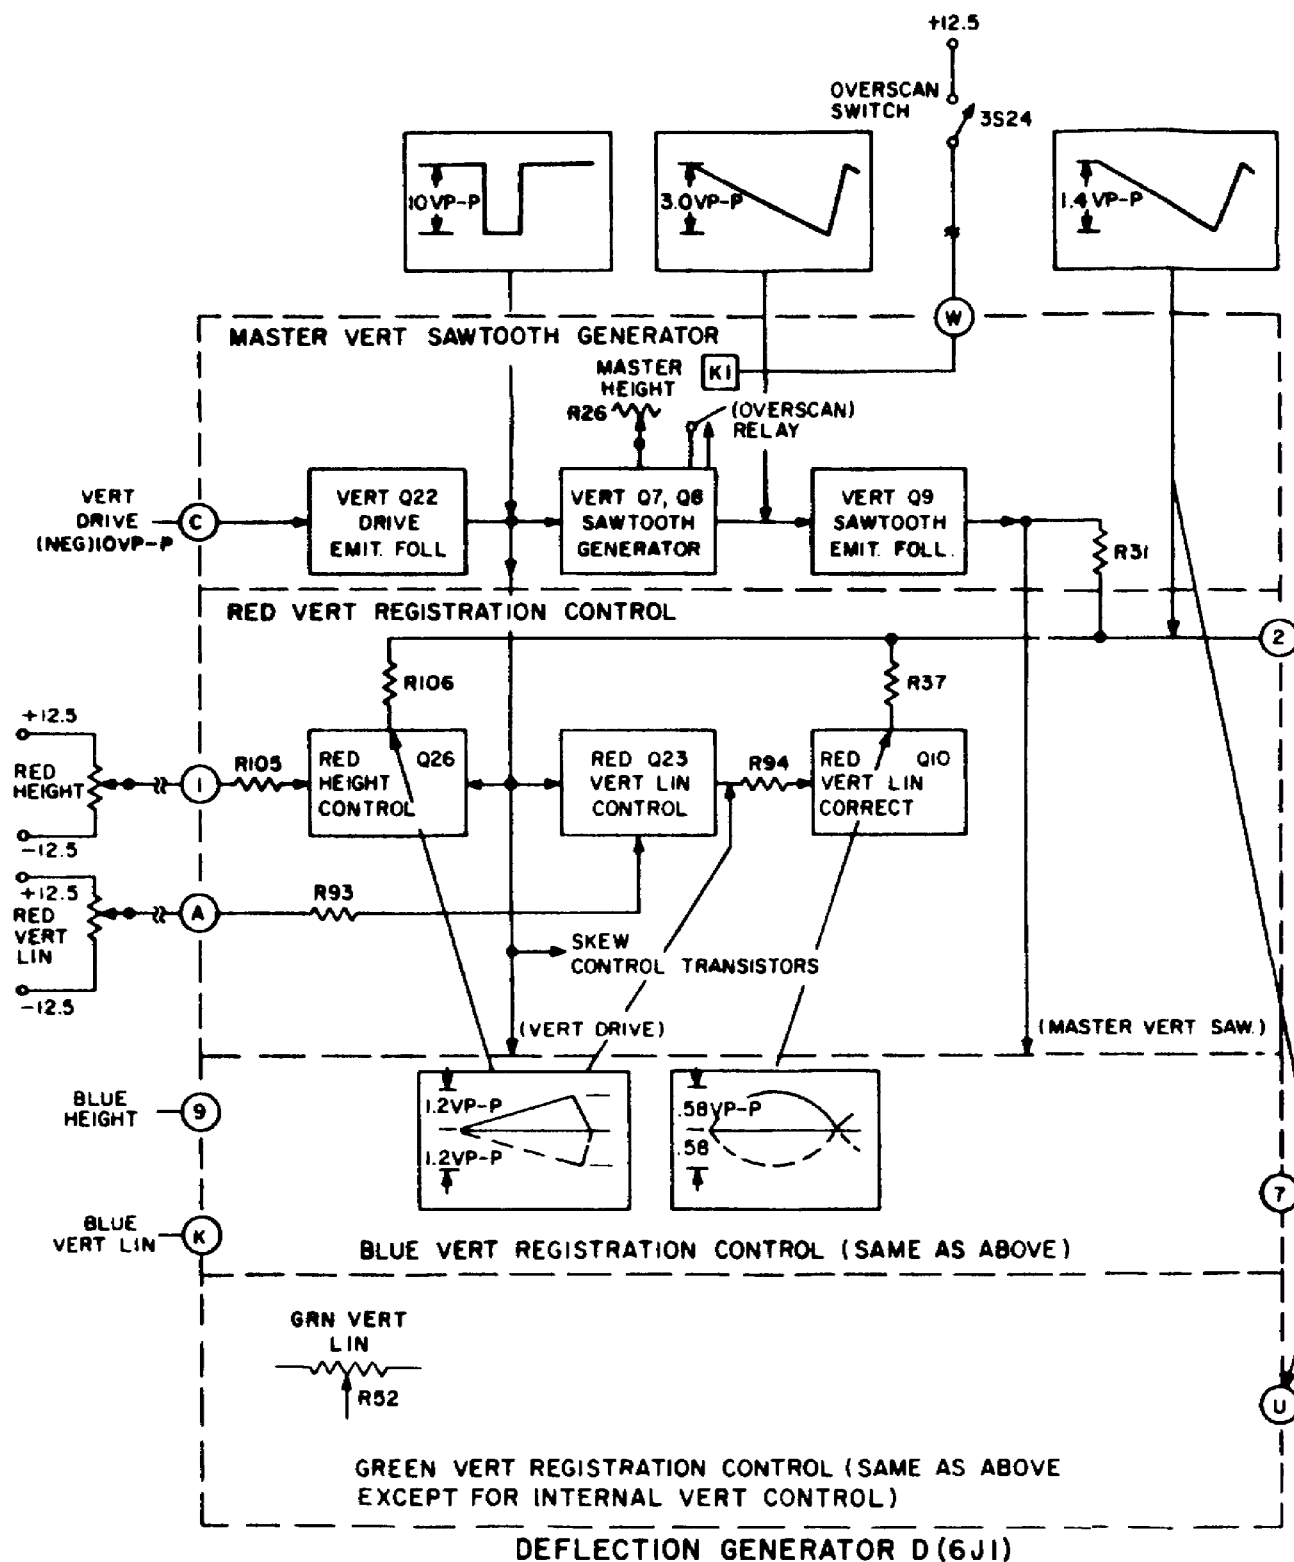 +12.5
OVERSCAN
SWITCH
3S24
10VP-P
3.0VP-P
1.4VP-P
W
MASTER VERT SAWTOOTH GENERATOR
MASTER
HEIGHT
K1
R26
(OVERSCAN)
RELAY
VERT
DRIVE
(NEG)10VP-P
C
VERT Q22
DRIVE
EMIT. FOLL
VERT Q7, Q8
SAWTOOTH
GENERATOR
VERT Q9
SAWTOOTH
EMIT. FOLL.
R31
RED VERT REGISTRATION CONTROL
2
R106
R37
+12.5
RED
HEIGHT
-12.5
1
R105
RED Q26
HEIGHT
CONTROL
RED Q23
VERT LIN
CONTROL
R94
RED Q10
VERT LIN
CORRECT
+12.5
RED
VERT
LIN
-12.5
A
R93
SKEW
CONTROL TRANSISTORS
(VERT DRIVE)
(MASTER VERT SAW.)
BLUE
HEIGHT
9
1.2VP-P
1.2VP-P
.58VP-P
.58
7
BLUE
VERT LIN
K
BLUE VERT REGISTRATION CONTROL (SAME AS ABOVE)
GRN VERT
LIN
R52
U
GREEN VERT REGISTRATION CONTROL (SAME AS ABOVE
EXCEPT FOR INTERNAL VERT CONTROL)
DEFLECTION GENERATOR D(6J1)